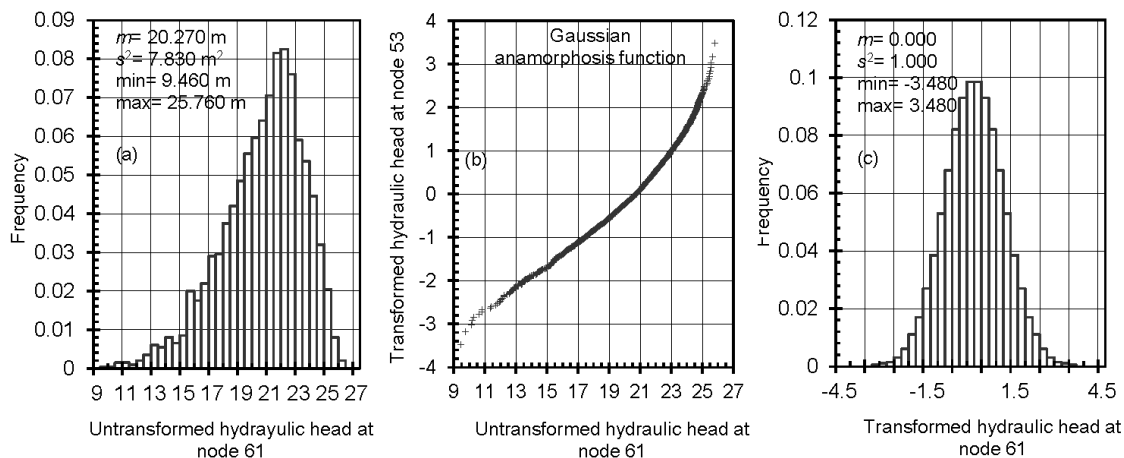 0.09
0.08
0.07
0.06
0.05
0.04
0.03
0.02
0.01
0
Frequency
m= 20.270 m
s²= 7.830 m²
min= 9.460 m
max= 25.760 m
(a)
9 11 13 15 17 19 21 23 25 27
Untransformed hydrayulic head at
node 61
4
3
2
1
0
-1
-2
-3
-4
Transformed hydraulic head at node 53
Gaussian
anamorphosis function
(b)
9 11 13 15 17 19 21 23 25 27
Untransformed hydraulic head at
node 61
0.12
0.1
0.08
0.06
0.04
0.02
0
Frequency
m= 0.000
s²= 1.000
min= -3.480
max= 3.480
(c)
-4.5 -1.5 1.5 4.5
Transformed hydraulic head at
node 61